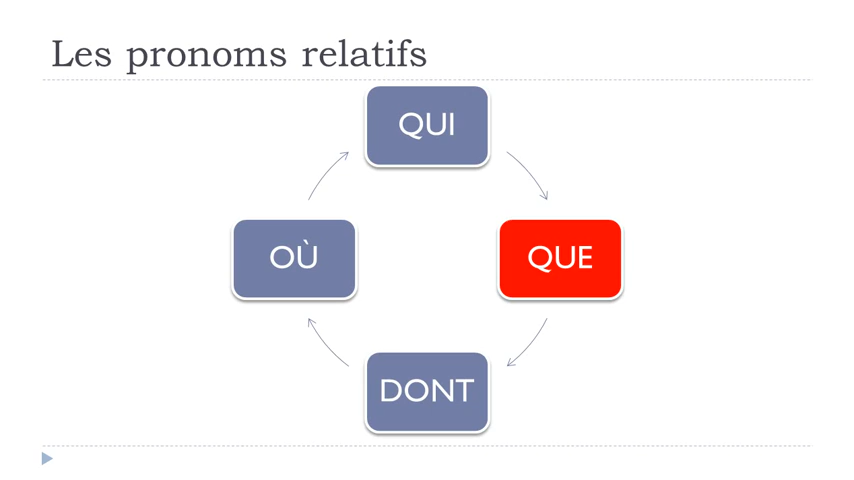 Les pronoms relatifs
QUI
OÙ
QUE
DONT